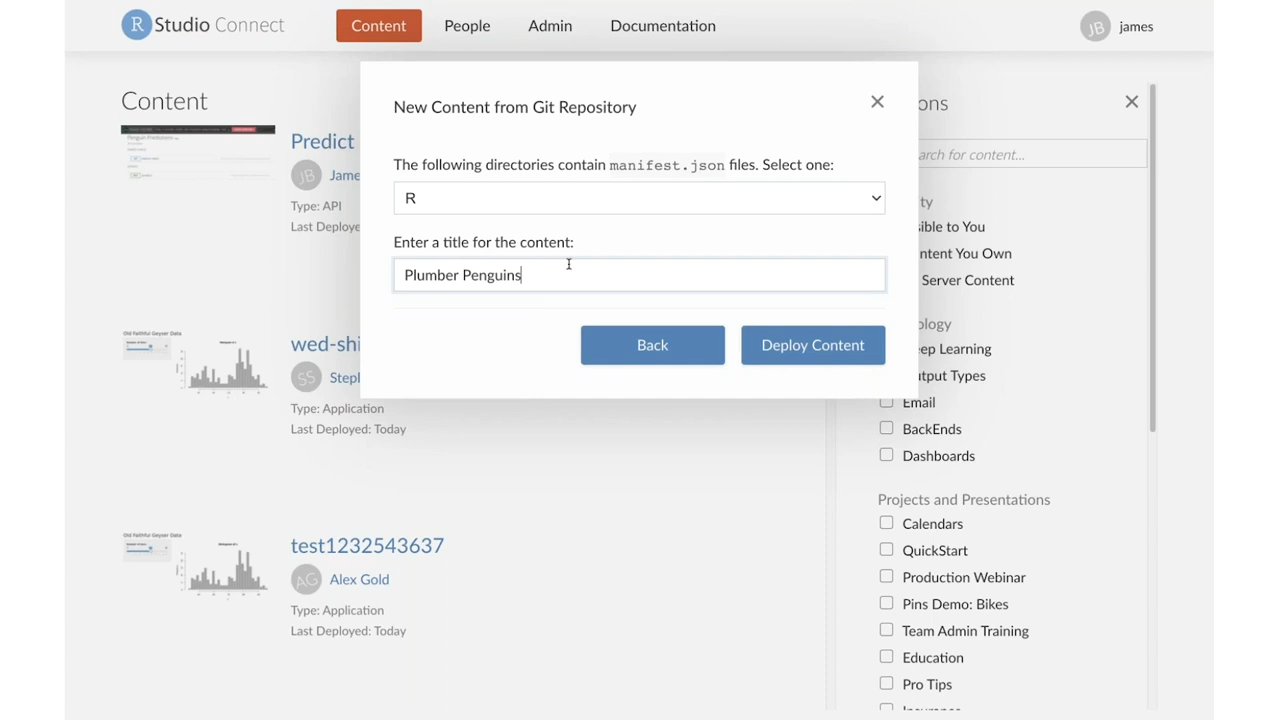 R Studio Connect
Content
People
Admin
Documentation
JB
james
Content
Predict
JB
Jame
Type: API
Last Deploye
wed-shi
SS
Steph
Type: Application
Last Deployed: Today
test1232543637
AG
Alex Gold
Type: Application
Last Deployed: Today
New Content from Git Repository
The following directories contain manifest.json files. Select one:
R
Enter a title for the content:
Plumber Penguins
Back
Deploy Content
ons
arch for content...
ty
ible to You
ntent You Own
Server Content
ology
eep Learning
utput Types
Email
BackEnds
Dashboards
Projects and Presentations
Calendars
QuickStart
Production Webinar
Pins Demo: Bikes
Team Admin Training
Education
Pro Tips
Old Faithful Geyser Data
Old Faithful Geyser Data